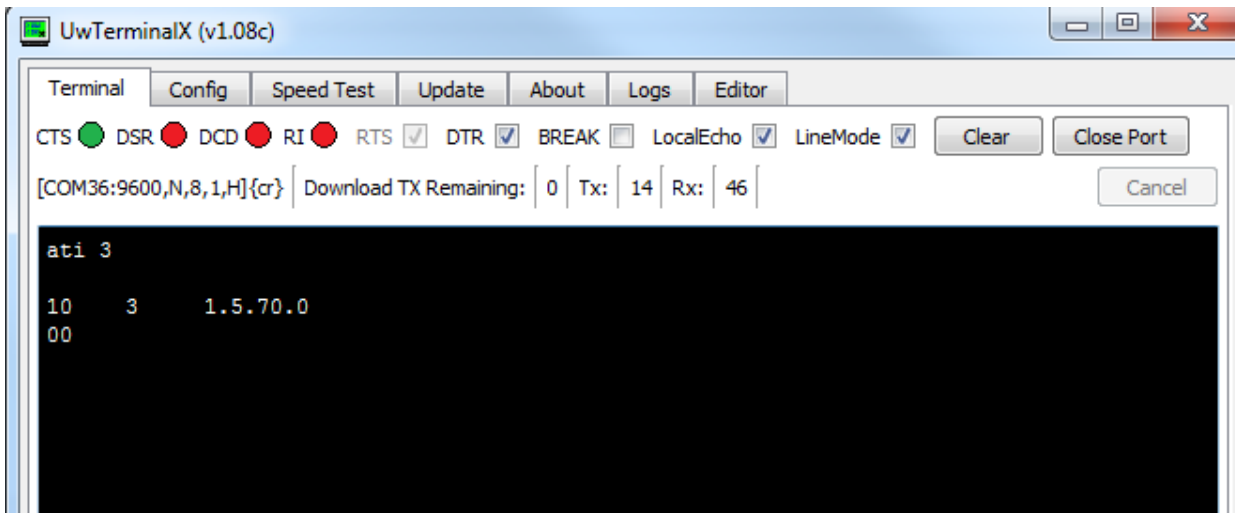 UwTerminalX (v1.08c)
Terminal Config Speed Test Update About Logs Editor
CTS DSR DCD RI RTS DTR BREAK LocalEcho LineMode Clear Close Port
[COM36:9600,N,8,1,H]{cr} Download TX Remaining: 0 Tx: 14 Rx: 46 Cancel
ati 3
10 3 1.5.70.0
00